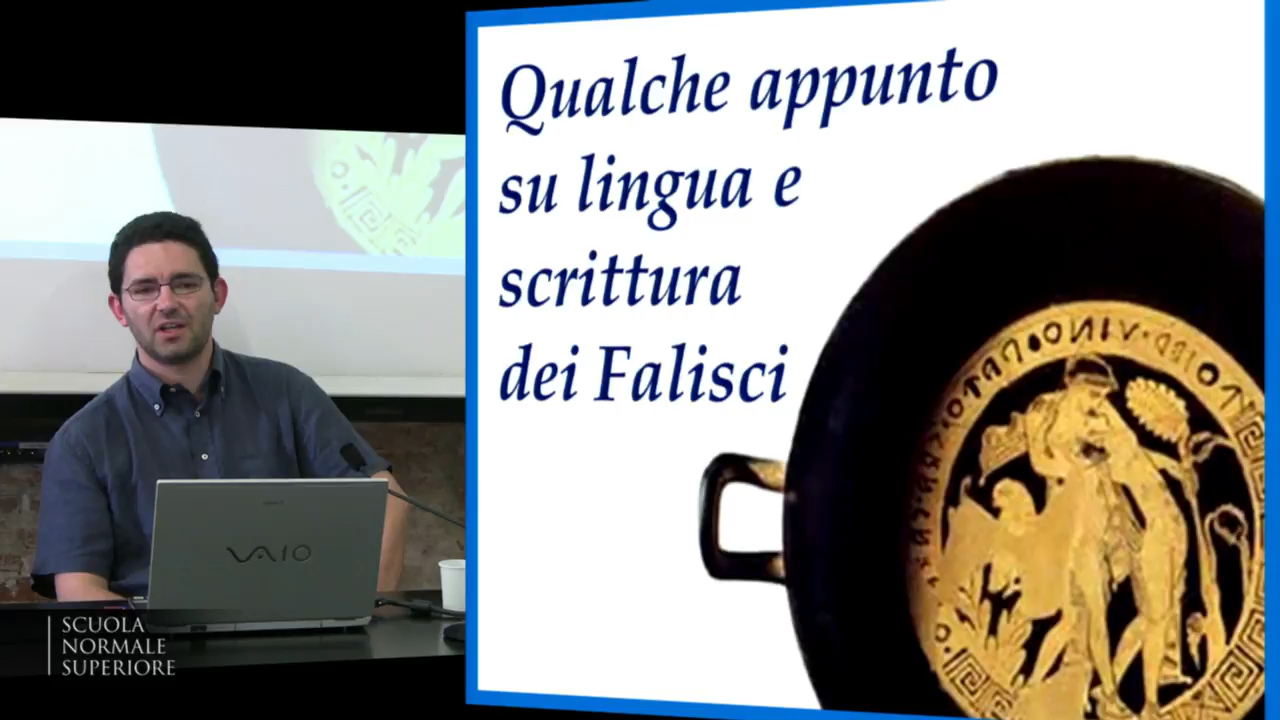 Qualche appunto
su lingua e
scrittura
dei Falisci
VAIO
SCUOLA
NORMALE
SUPERIORE